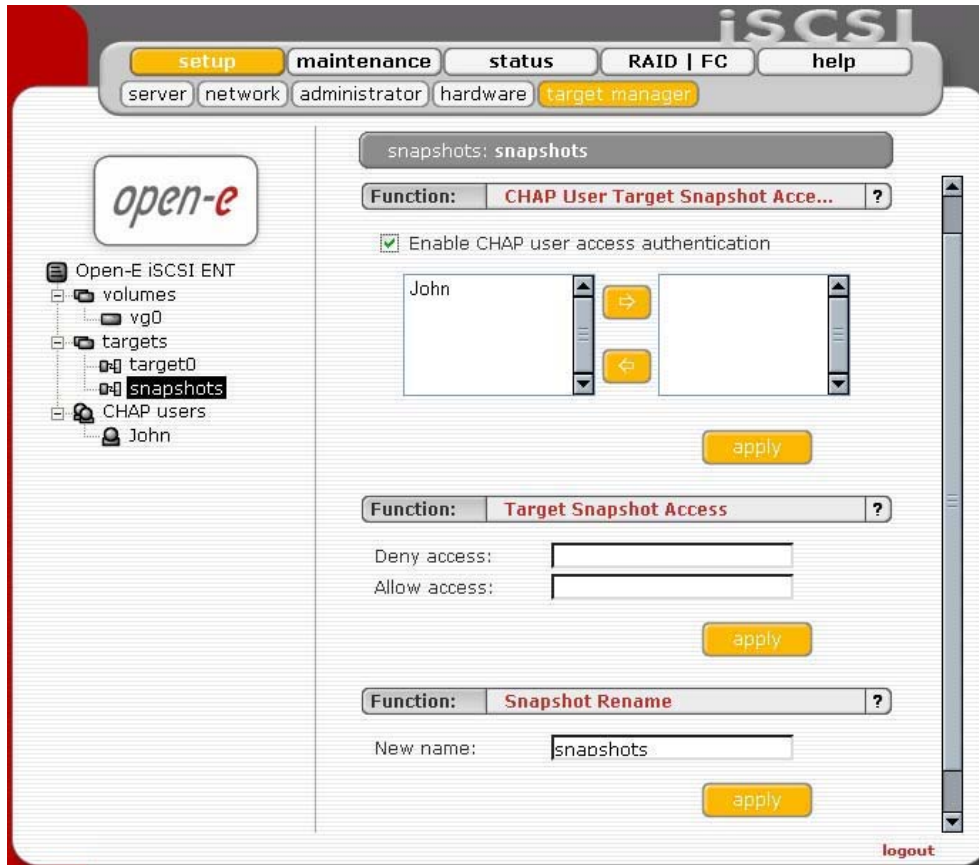 iSCSI
setup maintenance status RAID | FC help
server network administrator hardware target manager
open-e
Open-E iSCSI ENT
volumes
vg0
targets
target0
snapshots
CHAP users
John
snapshots: snapshots
Function: CHAP User Target Snapshot Acce... ?
Enable CHAP user access authentication
John
apply
Function: Target Snapshot Access ?
Deny access:
Allow access:
apply
Function: Snapshot Rename ?
New name: snapshots
apply
logout